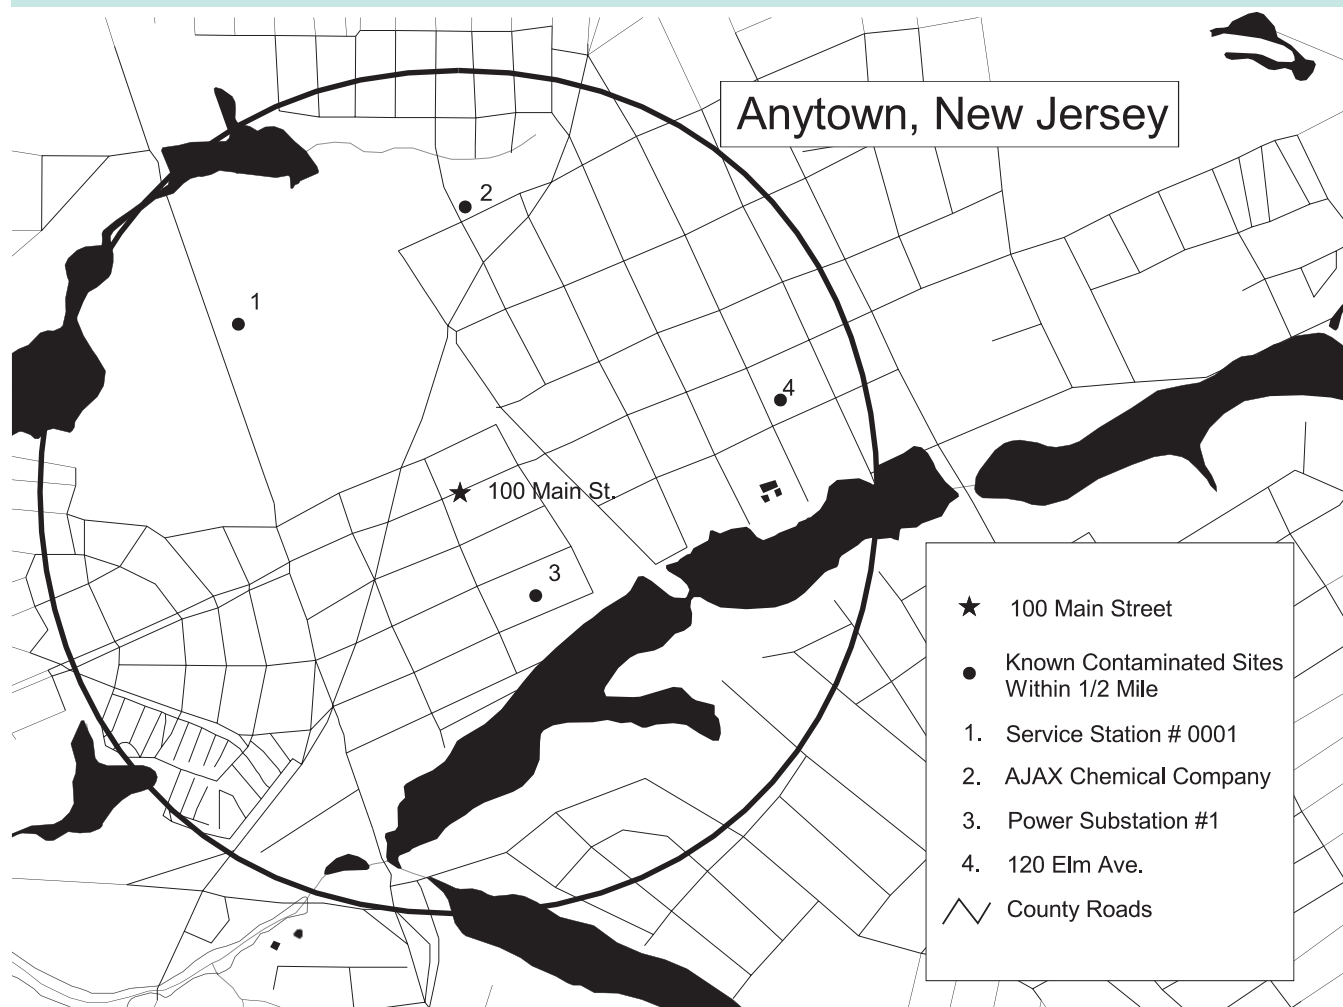 Anytown, New Jersey
2
1
4
100 Main St.
3
100 Main Street
Known Contaminated Sites
Within 1/2 Mile
1. Service Station # 0001
2. AJAX Chemical Company
3. Power Substation #1
4. 120 Elm Ave.
County Roads